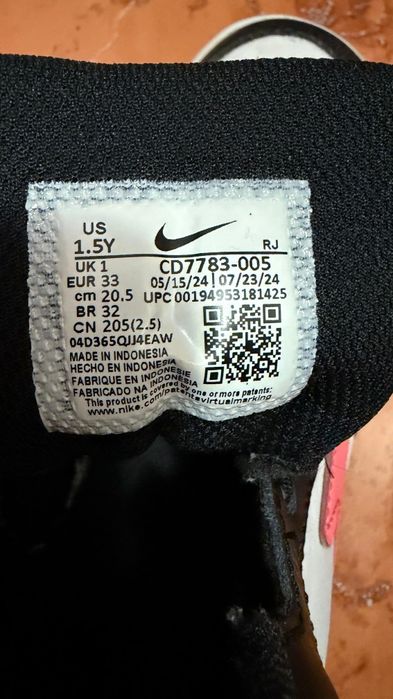 US
1.5Y
RJ
UK 1
CD7783-005
EUR 33
05/15/24 | 07/23/24
cm 20.5
UPC 00194953181425
BR 32
CN 205(2.5)
04D365QJJ4EAW
MADE IN INDONESIA
HECHO EN INDONESIA
FABRIQUE EN INDONESIE
FABRICADO NA INDONESIA
This product is covered by one or more patents:
www.nike.com/patentsvirtualmarking